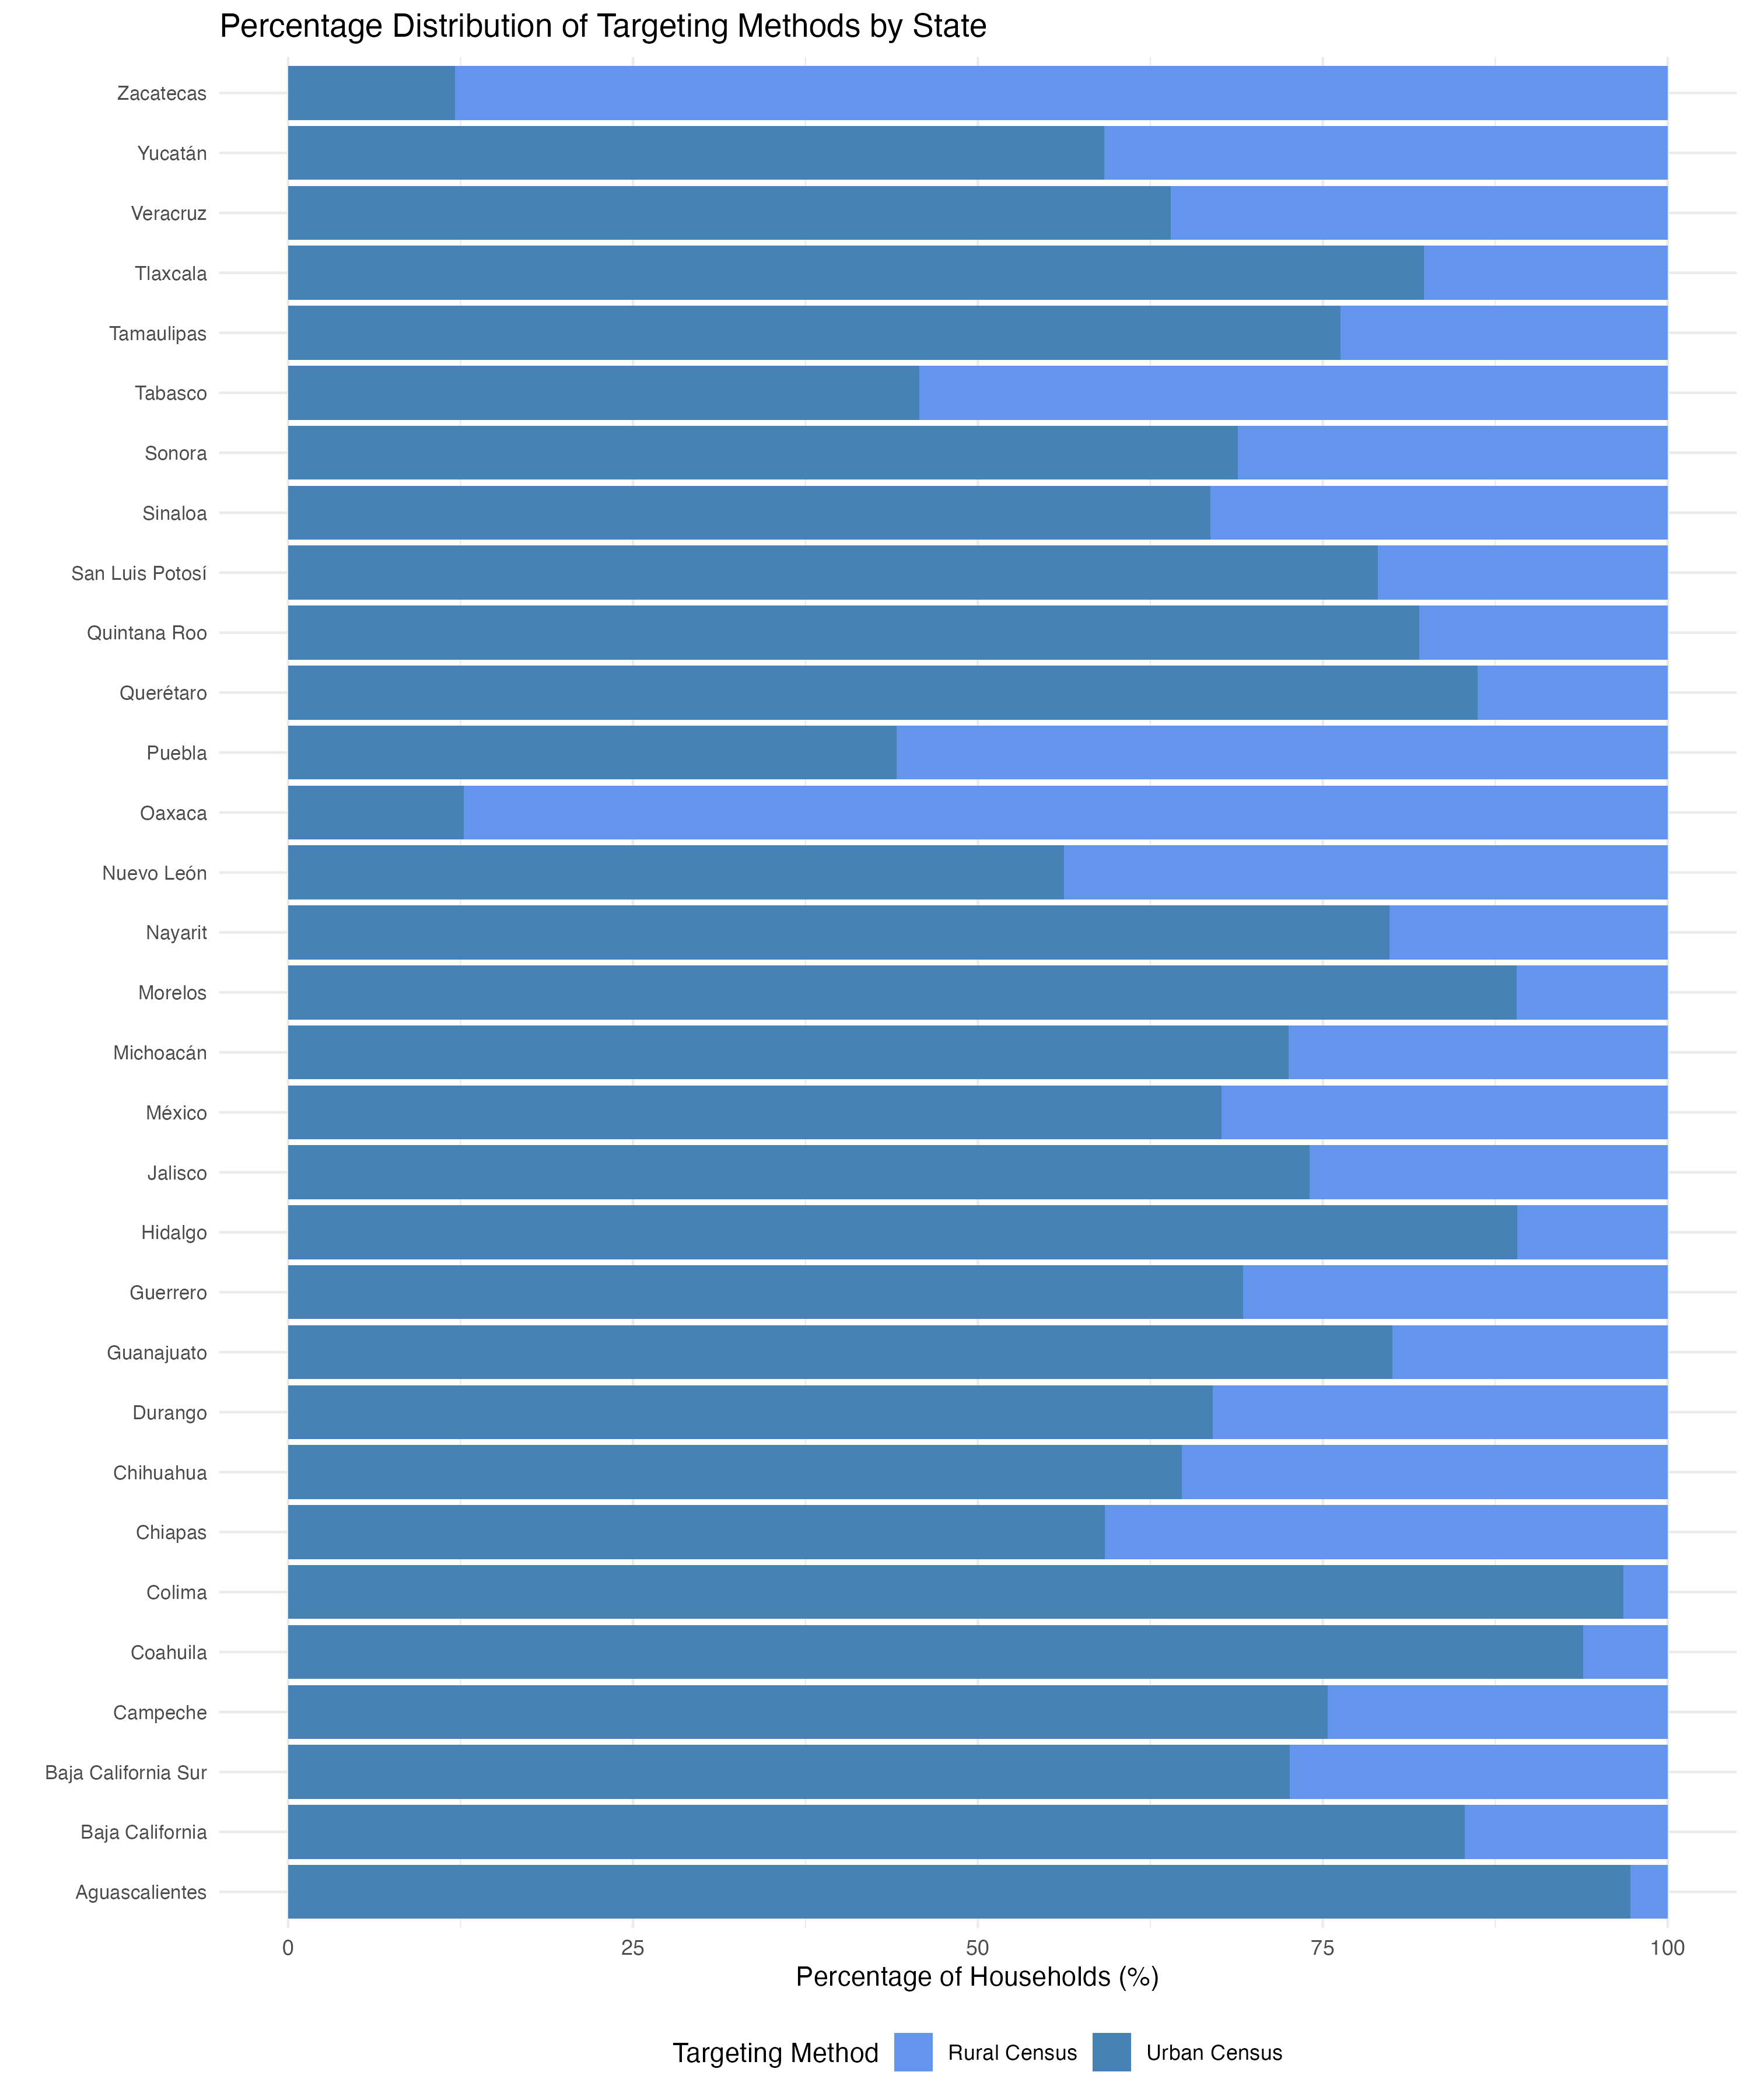 Percentage Distribution of Targeting Methods by State
Zacatecas
Yucatán
Veracruz
Tlaxcala
Tamaulipas
Tabasco
Sonora
Sinaloa
San Luis Potosí
Quintana Roo
Querétaro
Puebla
Oaxaca
Nuevo León
Nayarit
Morelos
Michoacán
México
Jalisco
Hidalgo
Guerrero
Guanajuato
Durango
Chihuahua
Chiapas
Colima
Coahuila
Campeche
Baja California Sur
Baja California
Aguascalientes
0 25 50 75 100
Percentage of Households (%)
Targeting Method Rural Census Urban Census